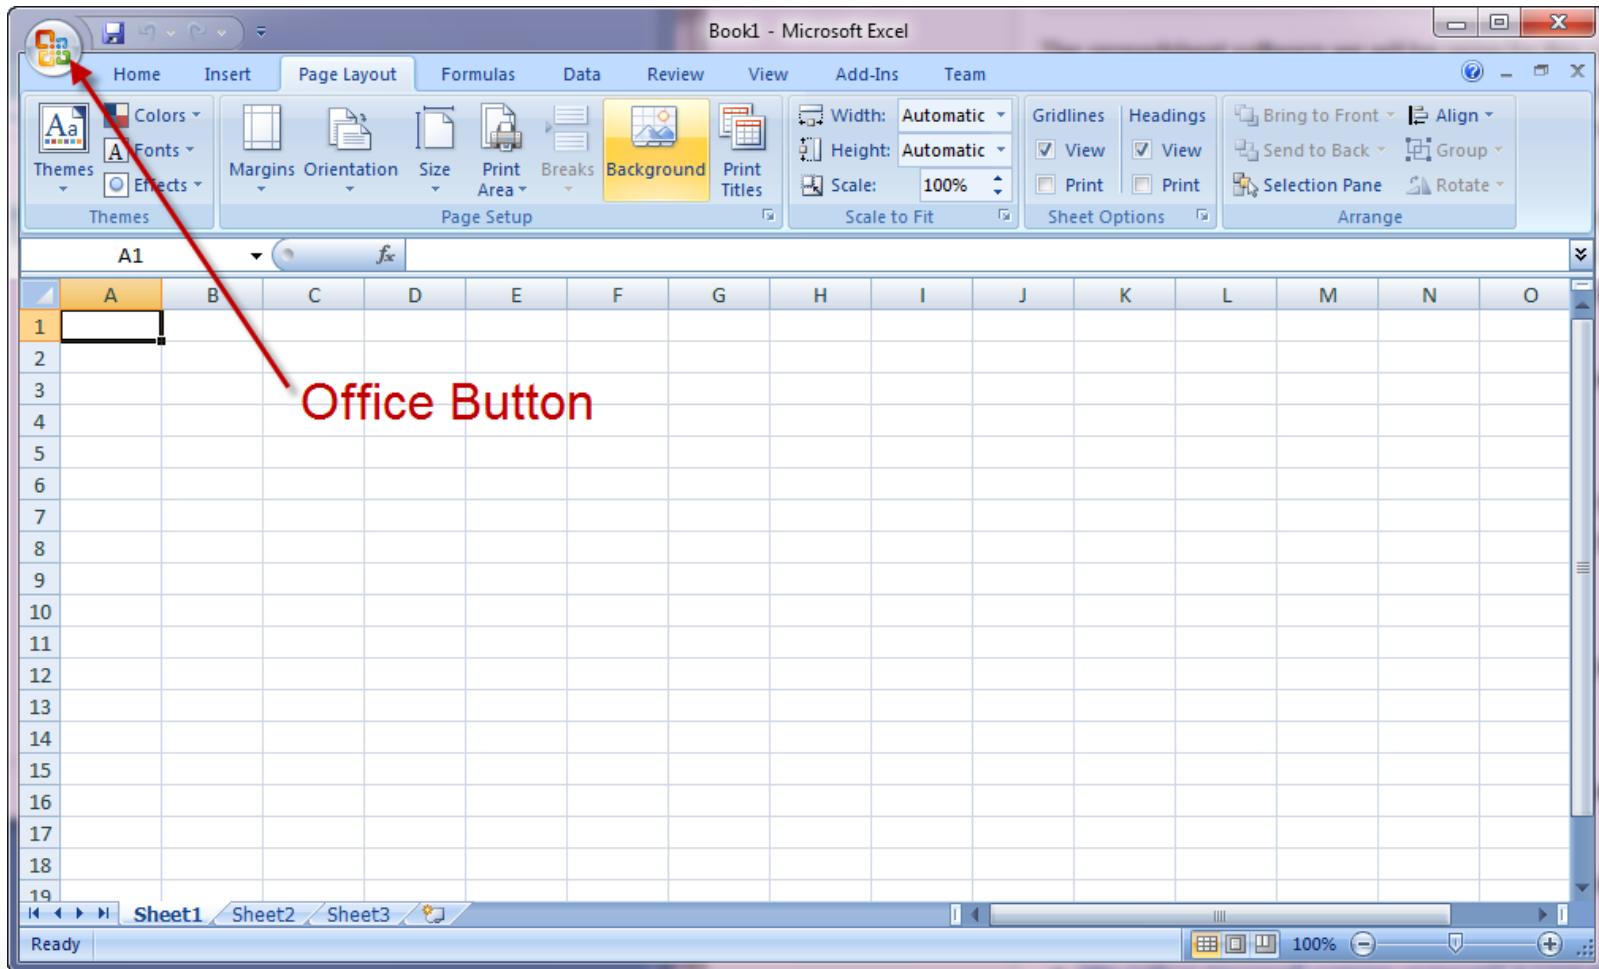 Book1 - Microsoft Excel
Home Insert Page Layout Formulas Data Review View Add-Ins Team
Aa Colors Width: Automatic Gridlines Headings Bring to Front Align
A Fonts Height: Automatic View View Send to Back Group
Themes Margins Orientation Size Print Breaks Background Print
Effects Area Titles Scale: 100% Print Print Selection Pane Rotate
Themes Page Setup Scale to Fit Sheet Options Arrange
A1 fx
A B C D E F G H I J K L M N O
1
2
3
Office Button
4
5
6
7
8
9
10
11
12
13
14
15
16
17
18
19
Sheet1 Sheet2 Sheet3
Ready 100%